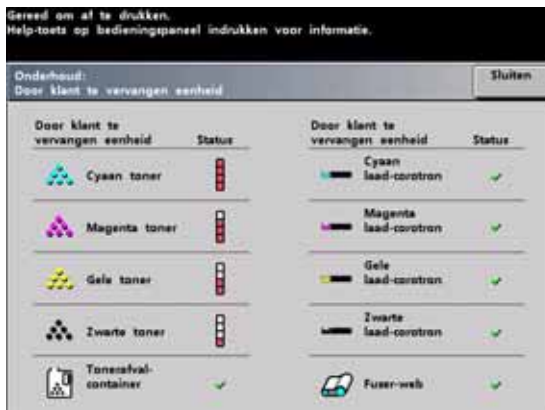 Gereed om af te drukken.
Help-toets op bedieningspaneel indrukken voor informatie.
Onderhoud:
Door klant te vervangen eenheid
Sluiten
Door klant te
vervangen eenheid
Status
Cyaan toner
Magenta toner
Gele toner
Zwarte toner
Tonerafval-
container
Door klant te
vervangen eenheid
Status
Cyaan
laad-corotron
Magenta
laad-corotron
Gele
laad-corotron
Zwarte
laad-corotron
Fuser-web